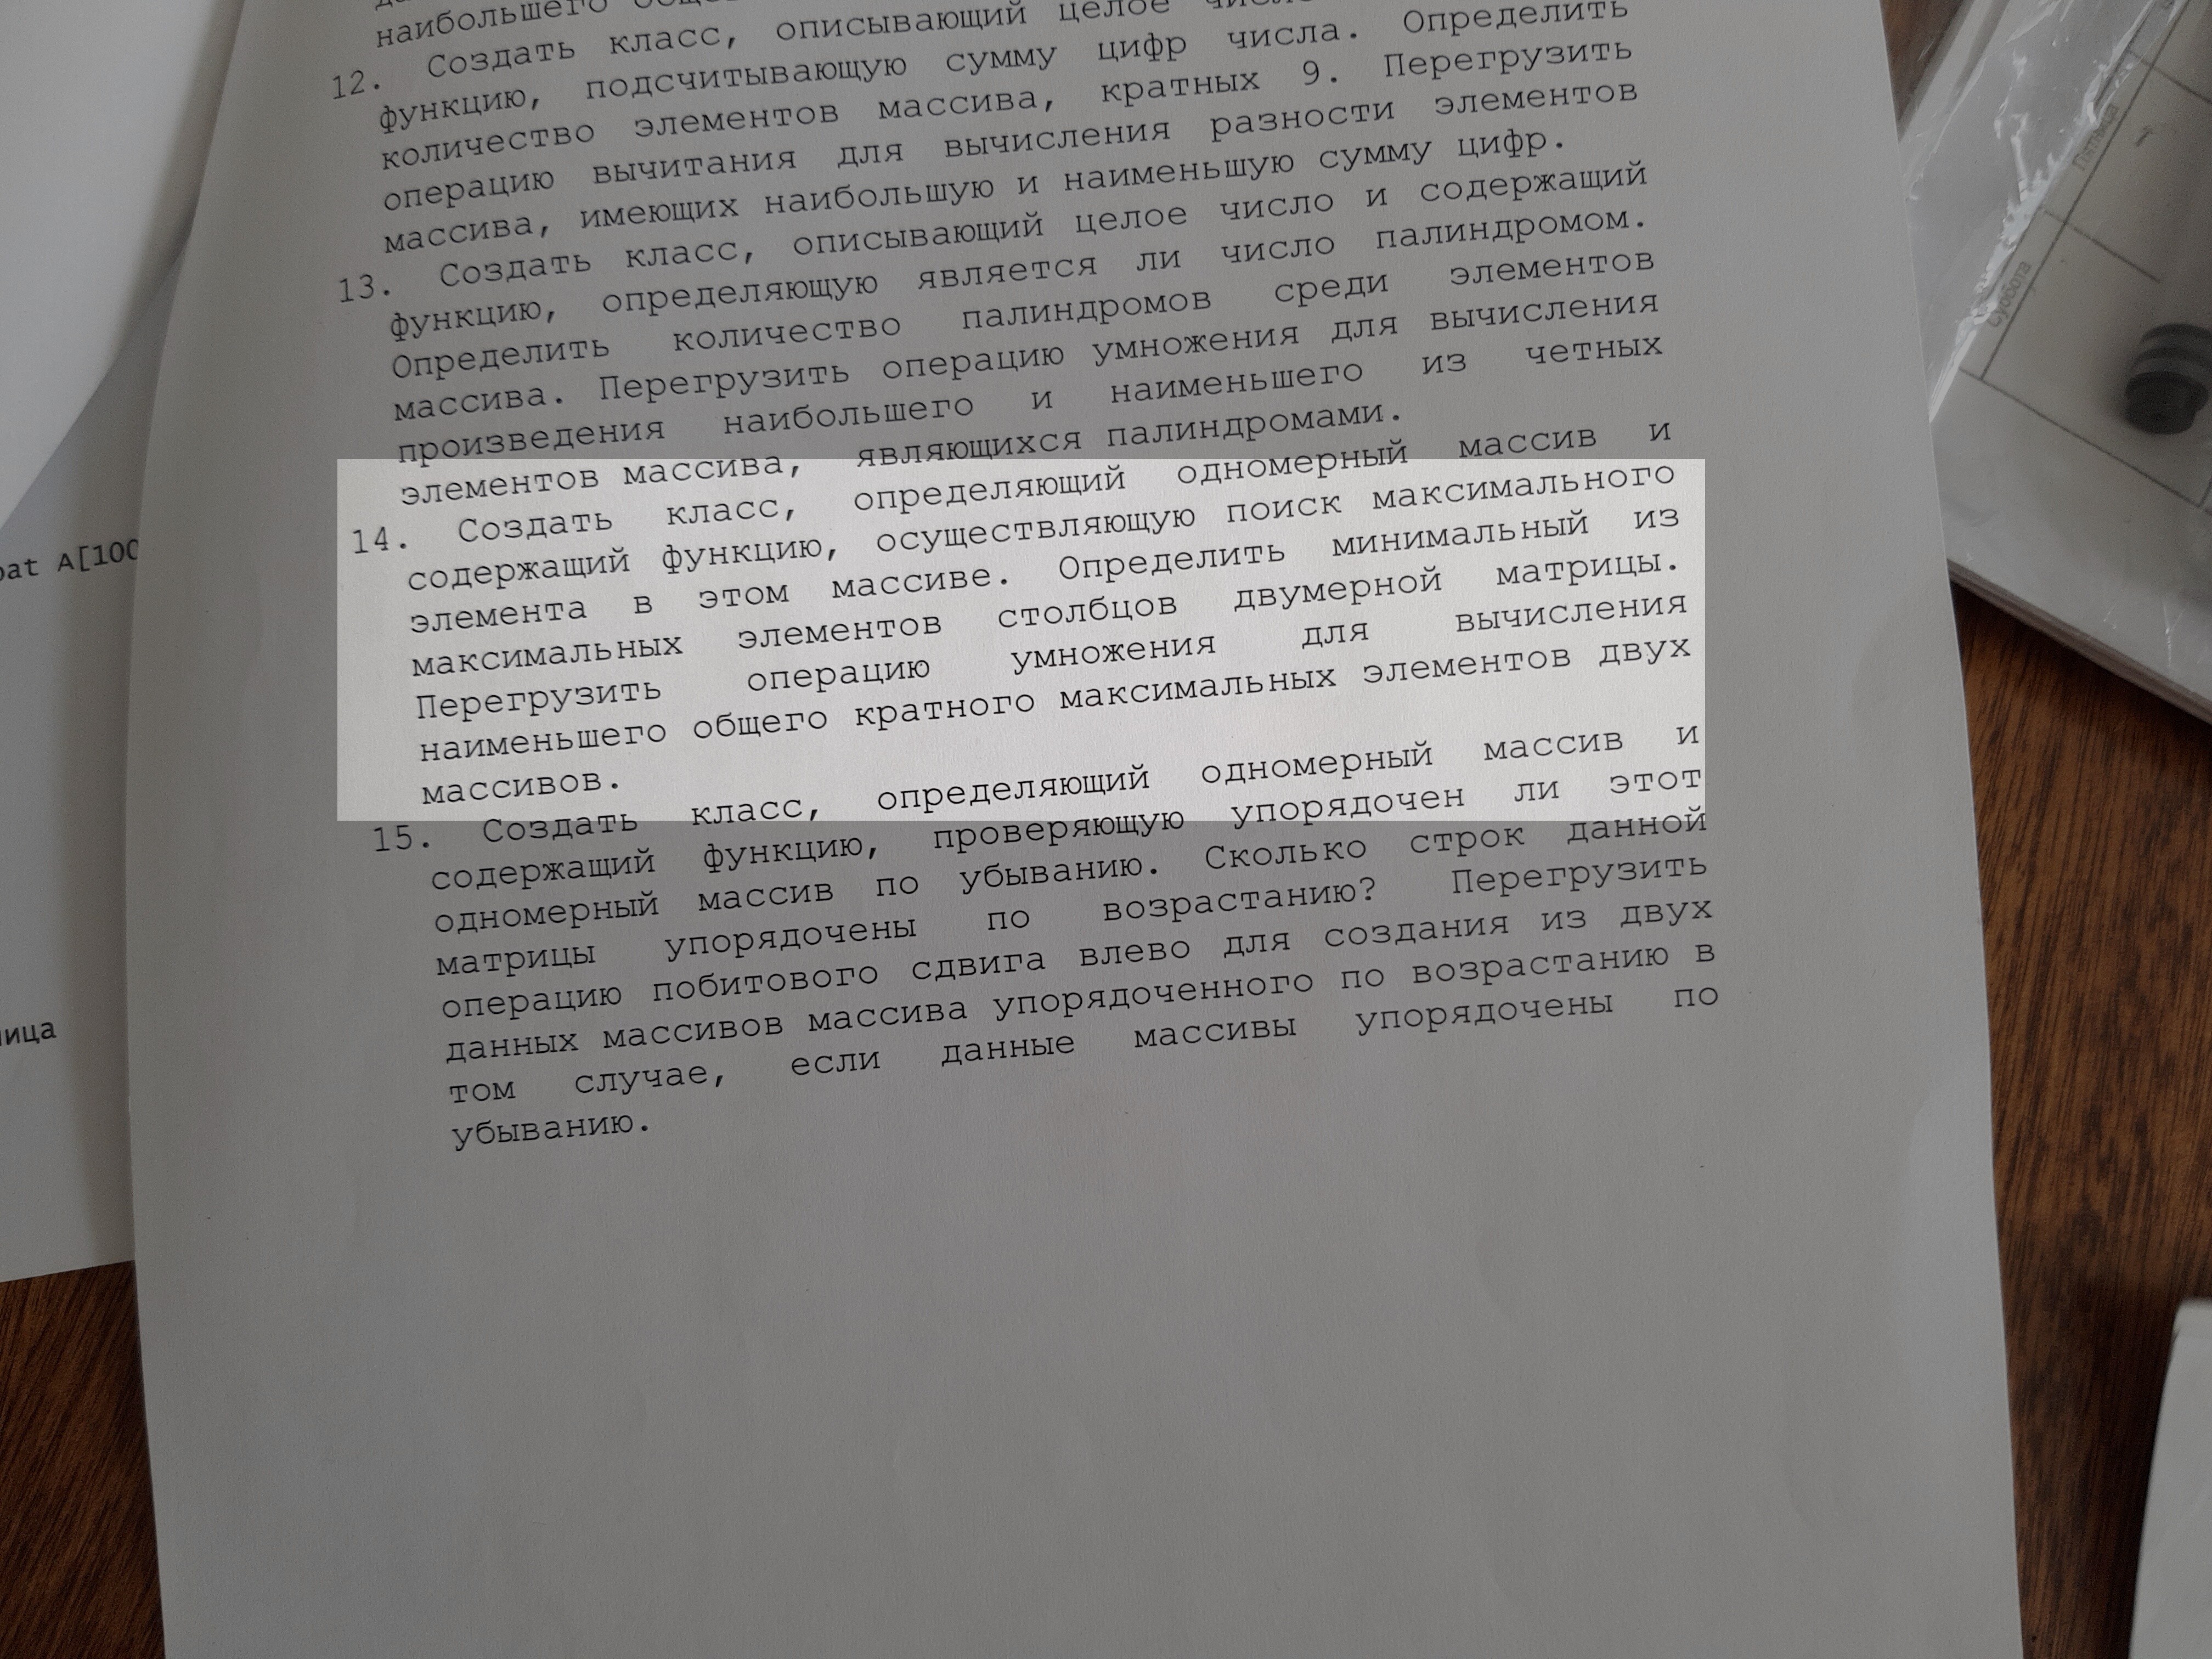 наибольшего
12. Создать класс, описывающий целое
функцию, подсчитывающую сумму цифр числа. Определить
количество элементов массива, кратных 9. Перегрузить
операцию вычитания для вычисления разности элементов
массива, имеющих наибольшую и наименьшую сумму цифр.
13. Создать класс, описывающий целое число и содержащий
функцию, определяющую является ли число палиндромом.
Определить количество палиндромов среди элементов
массива. Перегрузить операцию умножения для вычисления
произведения наибольшего и наименьшего из четных
элементов массива, являющихся палиндромами.
14. Создать класс, определяющий одномерный массив и
содержащий функцию, осуществляющую поиск максимального
элемента в этом массиве. Определить минимальный из
максимальных элементов столбцов двумерной матрицы.
Перегрузить операцию умножения для вычисления
наименьшего общего кратного максимальных элементов двух
массивов.
15. Создать класс, определяющий одномерный массив и
содержащий функцию, проверяющую упорядочен ли этот
одномерный массив по убыванию. Сколько строк данной
матрицы упорядочены по возрастанию? Перегрузить
операцию побитового сдвига влево для создания из двух
данных массивов массива упорядоченного по возрастанию в
том случае, если данные массивы упорядочены по
убыванию.
A[100
Пятница
Суббота